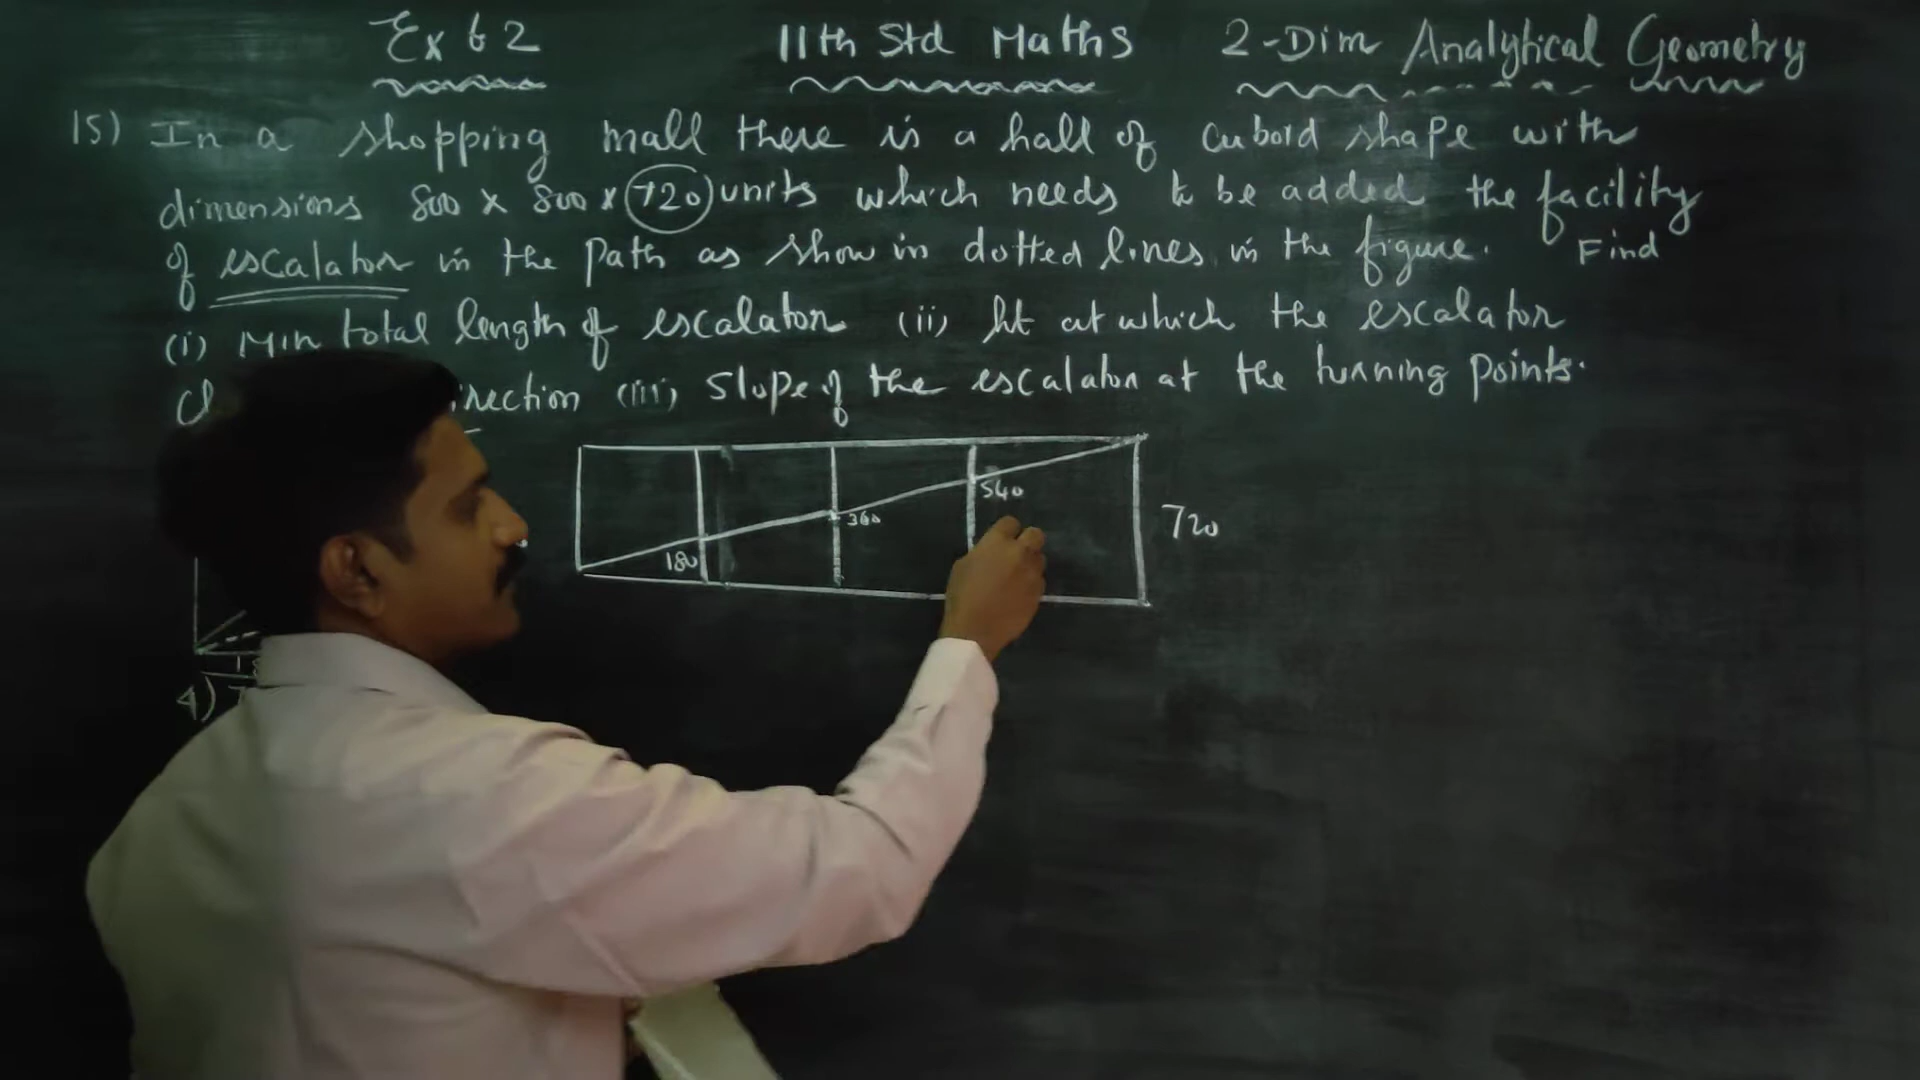 Ex 6 2 11th Std Maths 2-Dim Analytical Geometry
15) In a shopping mall there is a hall of cuboid shape with
dimensions 800 x 800 x 720 units which needs to be added the facility
of escalator in the path as show in dotted lines in the figure. Find
(i) Min total length of escalator (ii) ht at which the escalator
(iii) slope of the escalator at the turning points.
540
360
180
720
4)